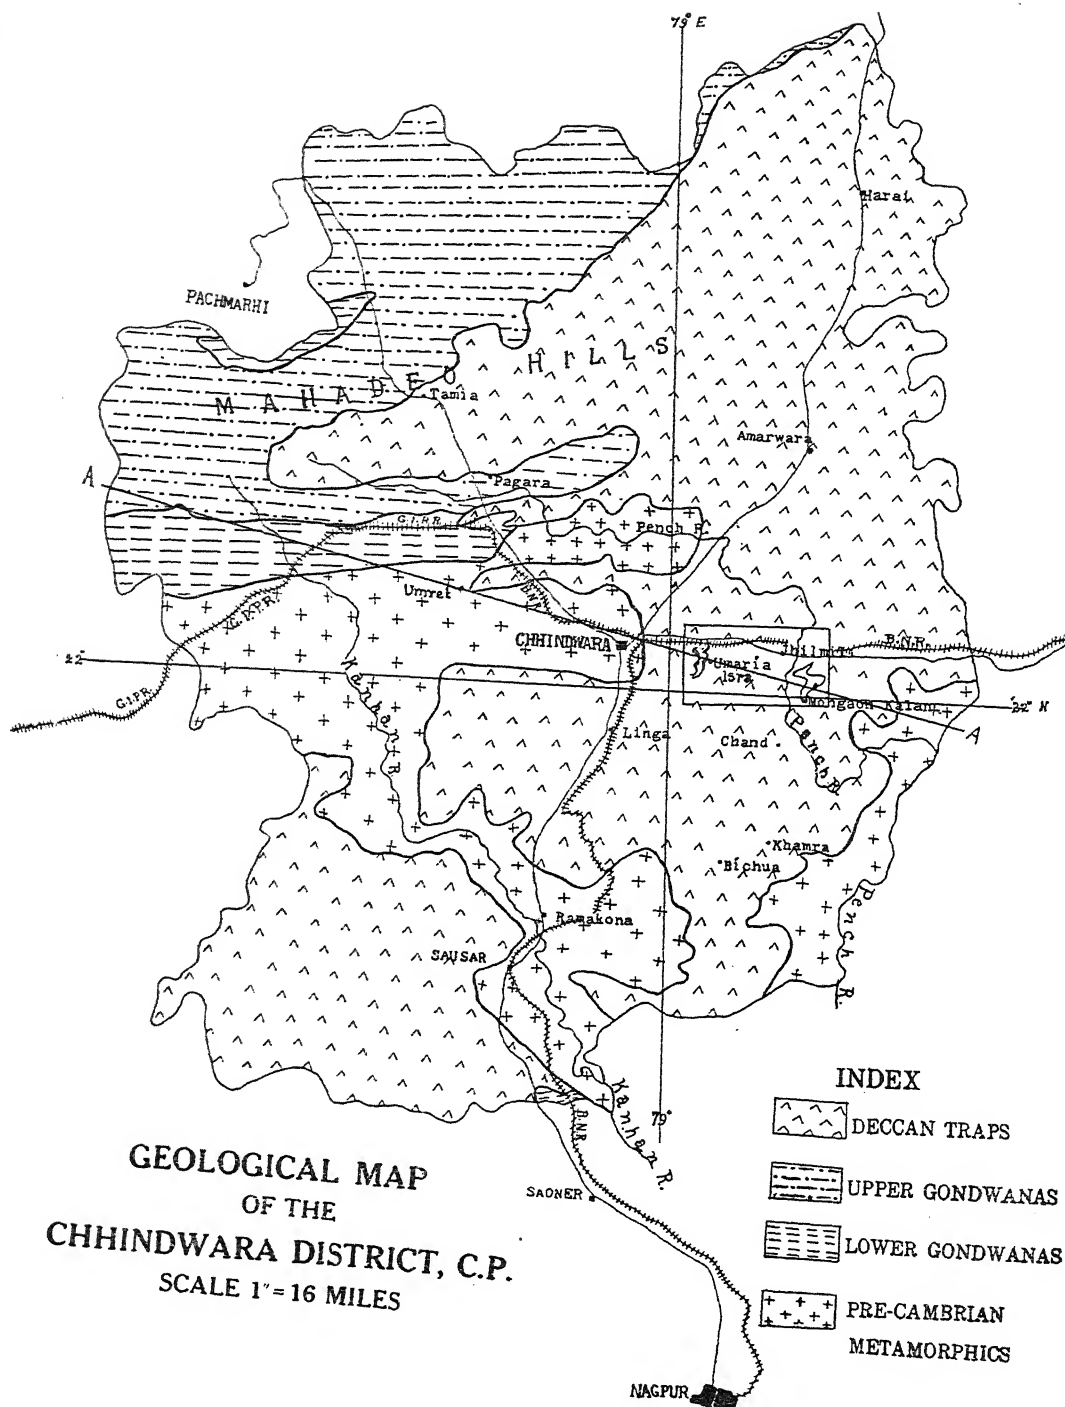 79° E
Harai
PACHMARHI
MAHADEO HILLS
Tamia
Amarwara
A
Pagara
G.I.P.R.
Pench R.
B.N.R.
Umret
G.I.P.R.
CHHINDWARA
B.N.R.
Jhilmili
22°
Umaria
Isra
Kanhan R.
G.I.P.R.
Mohgaon Kalan
22° N
Linga
Chand
Pench R.
A
Khamra
Bichua
Pench R.
Ramakona
SAUSAR
Kanhan R.
79°
B.N.R.
SAONER
NAGPUR
GEOLOGICAL MAP
OF THE
CHHINDWARA DISTRICT, C.P.
SCALE 1" = 16 MILES
INDEX
DECCAN TRAPS
UPPER GONDWANAS
LOWER GONDWANAS
PRE-CAMBRIAN
METAMORPHICS